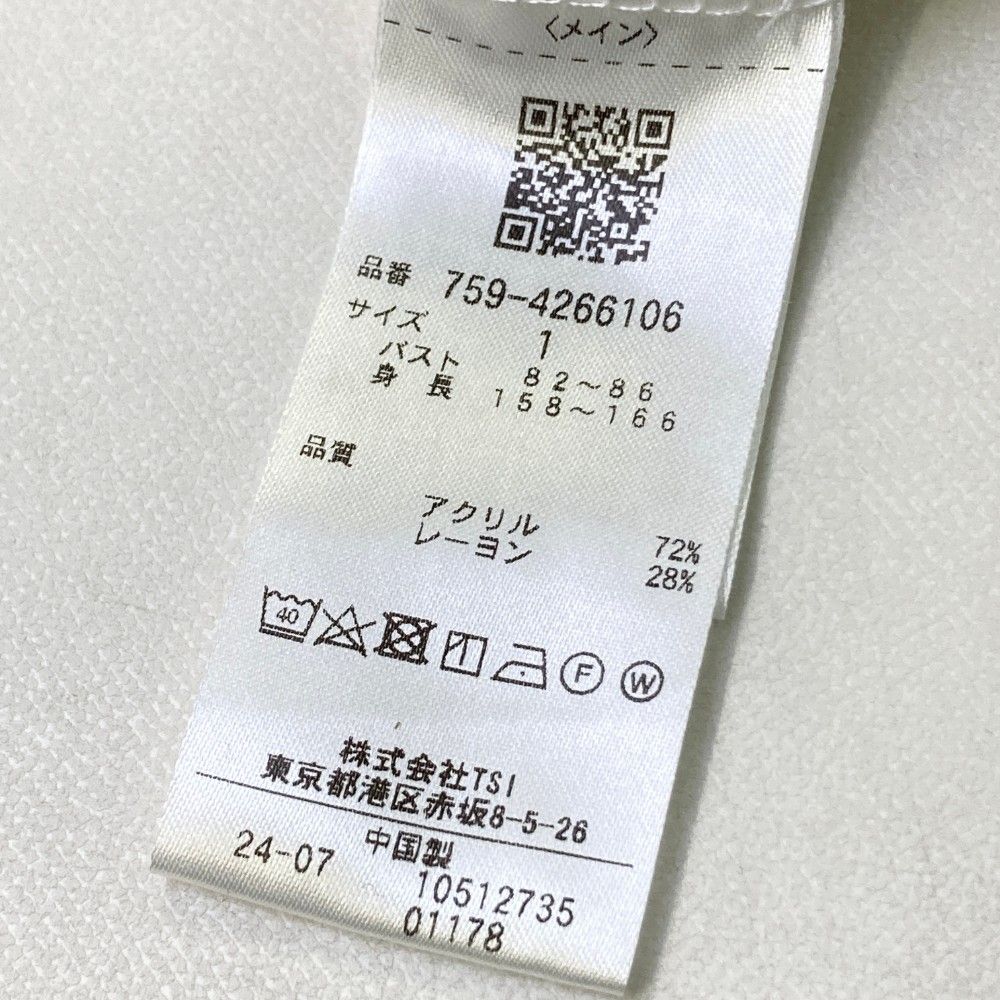 〈メイン〉
品番 759-4266106
サイズ 1
バスト 82～86
身長 158～166
品質
アクリル 72%
レーヨン 28%
40
F W
株式会社TSI
東京都港区赤坂8-5-26
中国製
24-07 10512735
01178